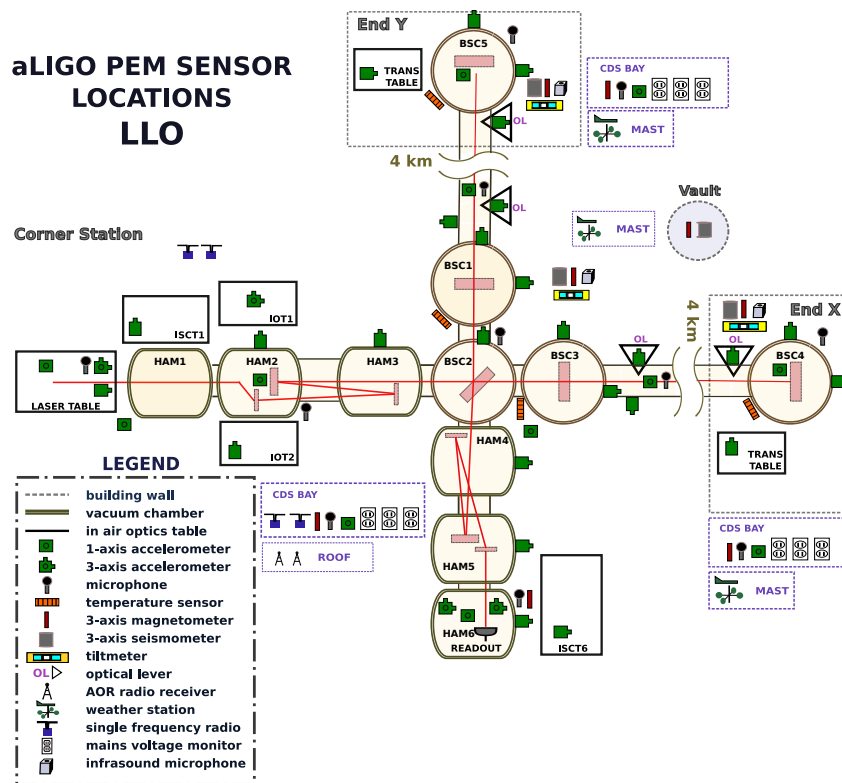 aLIGO PEM SENSOR
LOCATIONS
LLO
End Y
BSC5
TRANS
TABLE
CDS BAY
OL
MAST
4 km
Vault
OL
MAST
Corner Station
BSC1
IOT1
ISCT1
End X
4 km
HAM1
HAM2
HAM3
BSC2
BSC3
OL
OL
BSC4
LASER TABLE
IOT2
HAM4
TRANS
TABLE
LEGEND
building wall
vacuum chamber
in air optics table
1-axis accelerometer
3-axis accelerometer
microphone
temperature sensor
3-axis magnetometer
3-axis seismometer
tiltmeter
OL
optical lever
AOR radio receiver
weather station
single frequency radio
mains voltage monitor
infrasound microphone
CDS BAY
ROOF
HAM5
HAM6
READOUT
ISCT6
CDS BAY
MAST